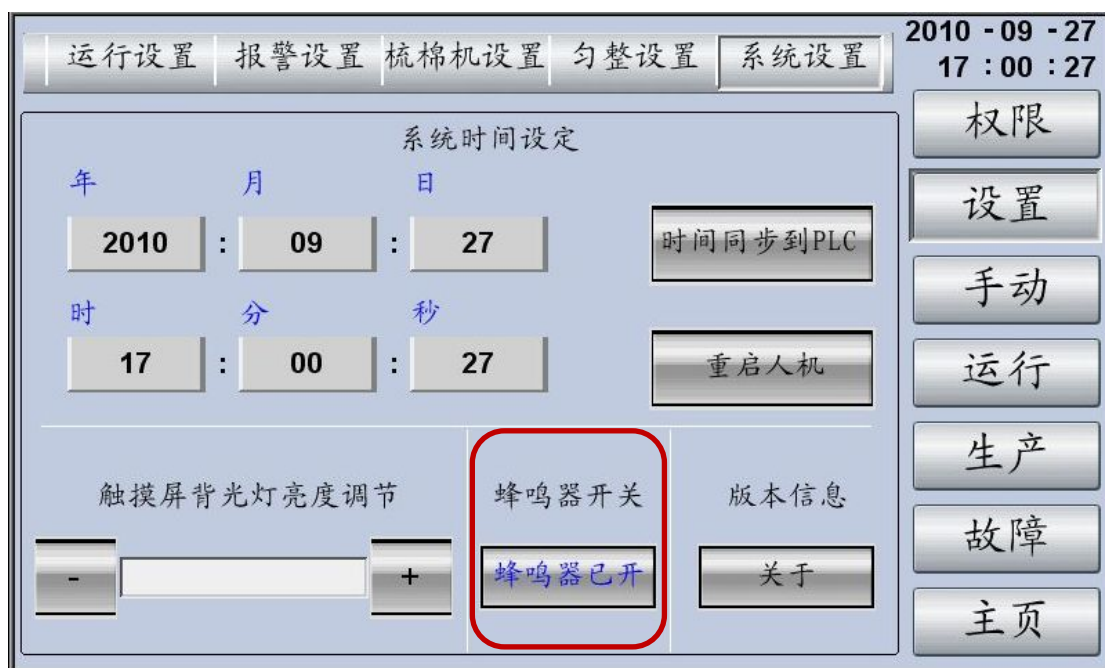 运行设置 报警设置 梳棉机设置 匀整设置 系统设置
2010 - 09 - 27
17 : 00 : 27
系统时间设定
年 月 日
2010 : 09 : 27
时间同步到PLC
时 分 秒
17 : 00 : 27
重启人机
触摸屏背光灯亮度调节
- +
蜂鸣器开关
蜂鸣器已开
版本信息
关于
权限
设置
手动
运行
生产
故障
主页